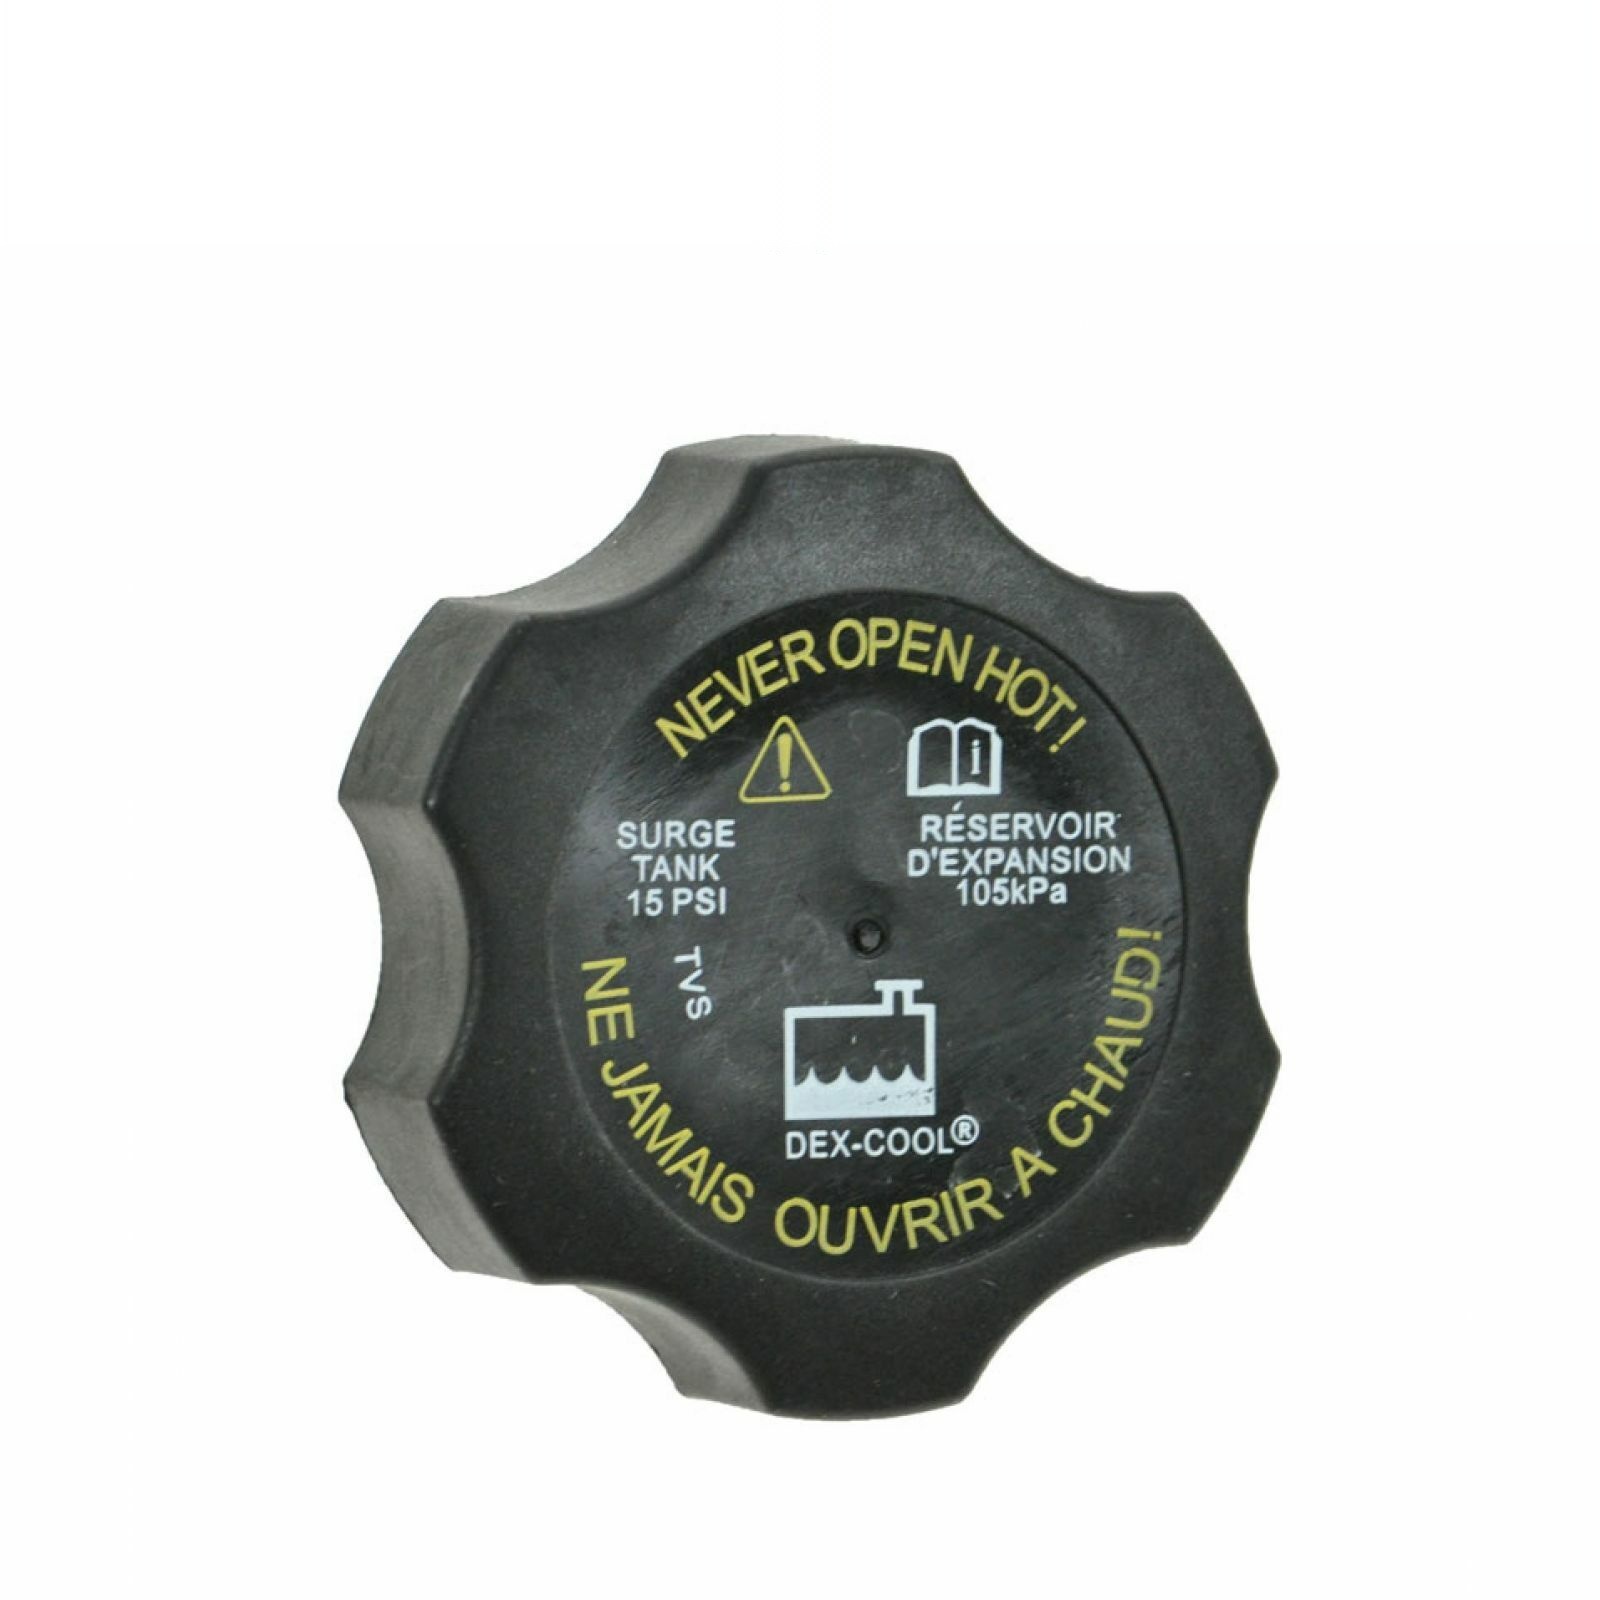 NEVER OPEN HOT!
SURGE
TANK
15 PSI
RÉSERVOIR
D'EXPANSION
105kPa
TVS
DEX-COOL®
NE JAMAIS OUVRIR A CHAUD!